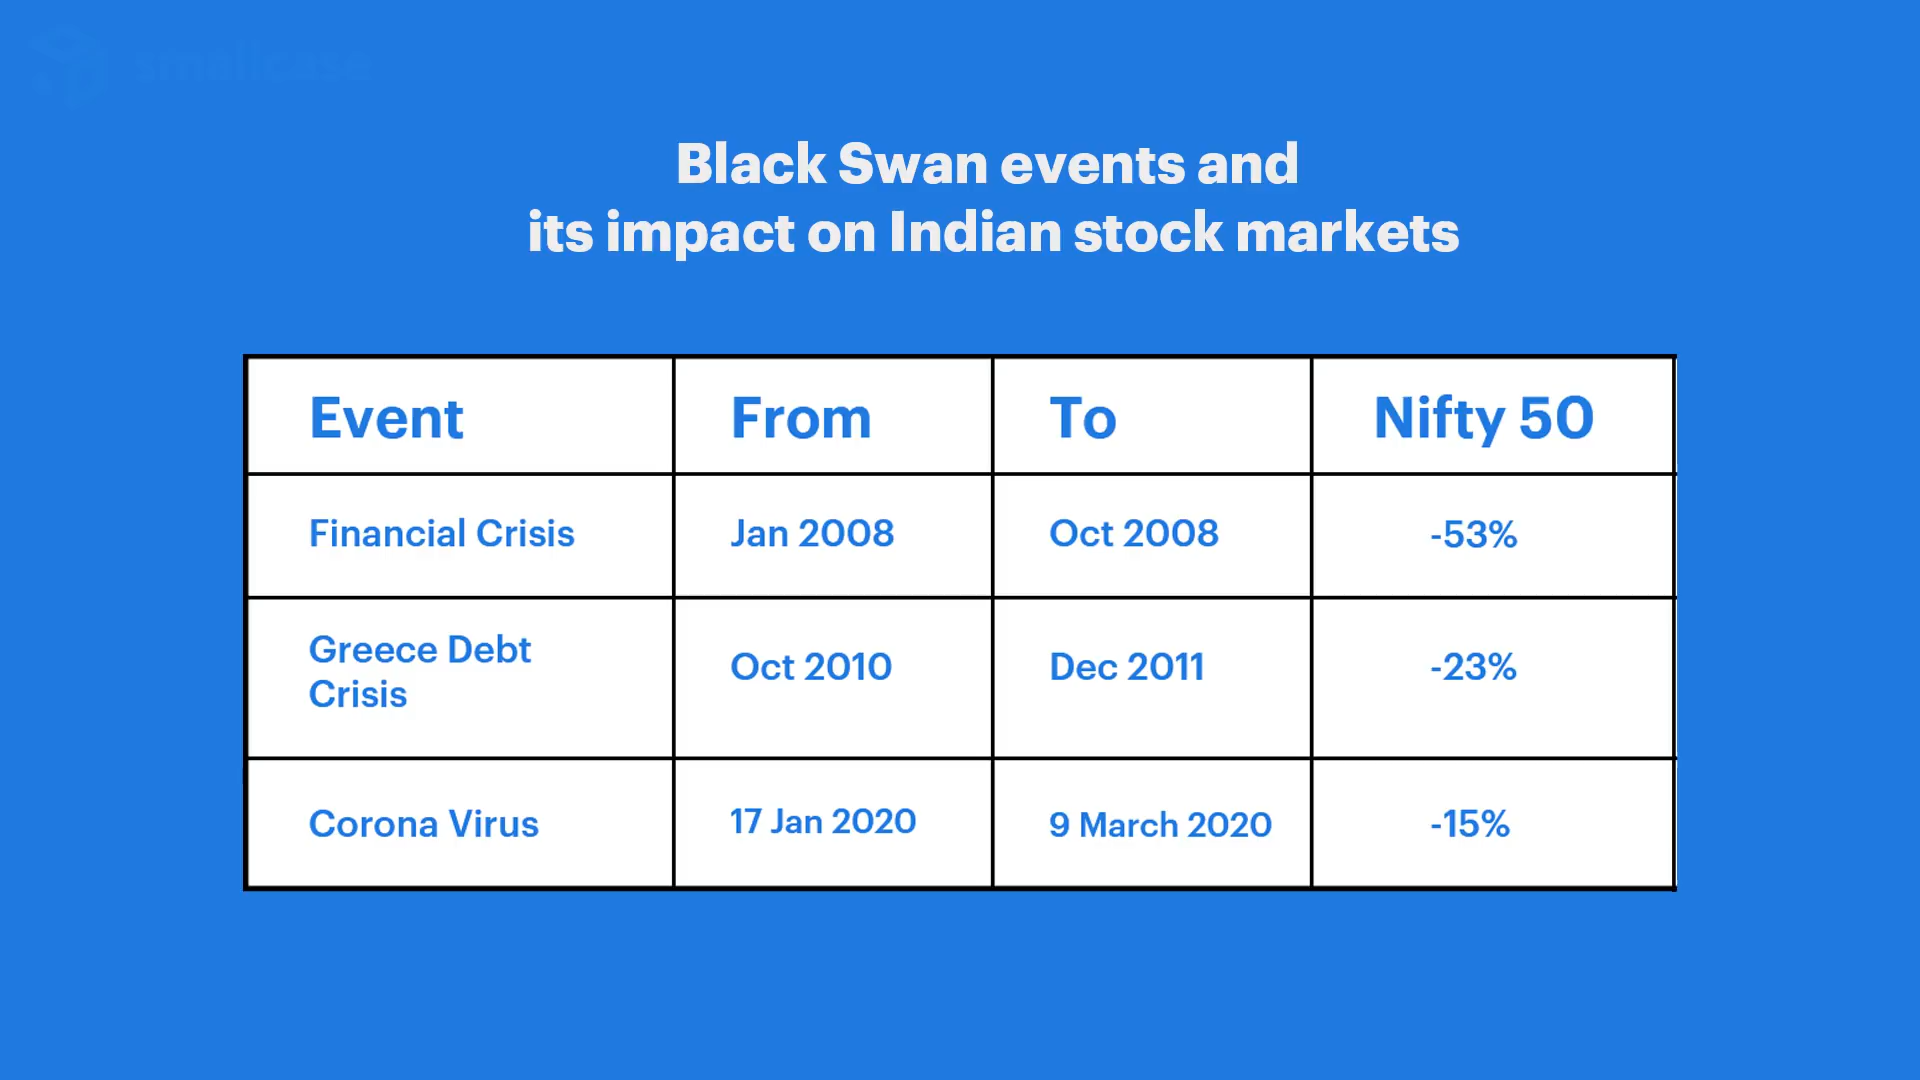 smallcase
Black Swan events and
its impact on Indian stock markets
Event From To Nifty 50
Financial Crisis Jan 2008 Oct 2008 -53%
Greece Debt
Crisis Oct 2010 Dec 2011 -23%
Corona Virus 17 Jan 2020 9 March 2020 -15%